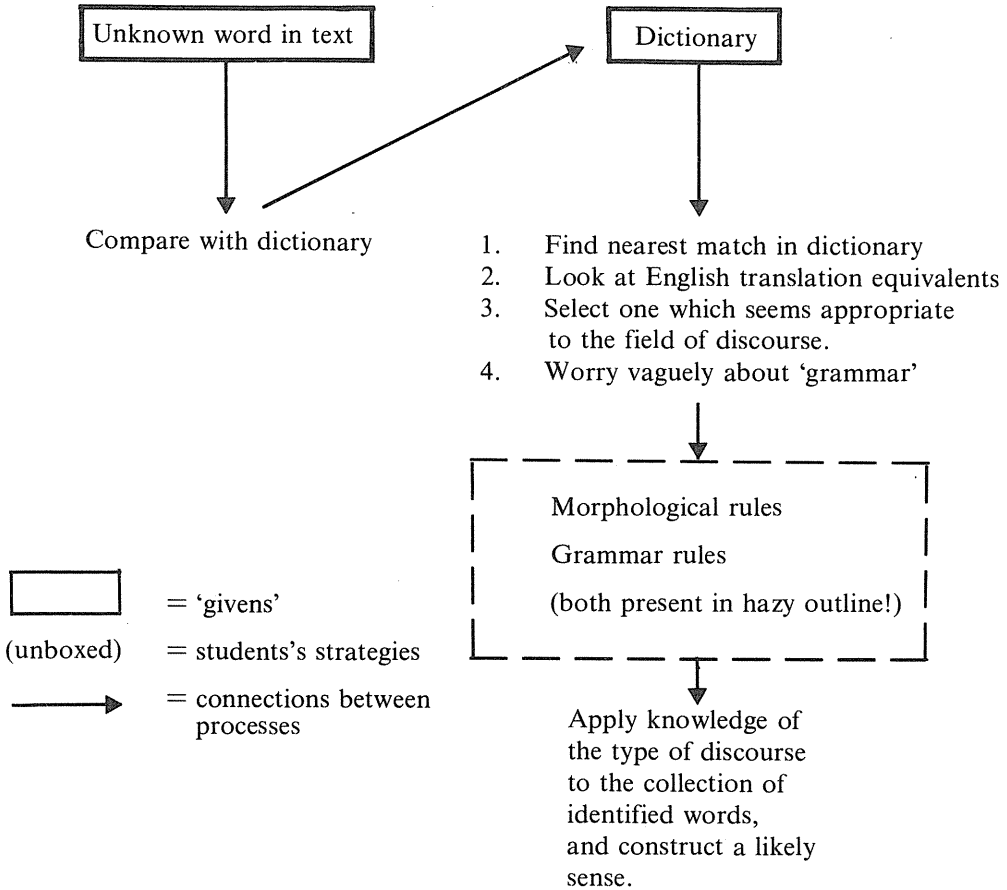 Unknown word in text
Dictionary
Compare with dictionary
1. Find nearest match in dictionary
2. Look at English translation equivalents
3. Select one which seems appropriate
to the field of discourse.
4. Worry vaguely about ‘grammar’
Morphological rules
Grammar rules
(both present in hazy outline!)
= ‘givens’
(unboxed) = students's strategies
= connections between
processes
Apply knowledge of
the type of discourse
to the collection of
identified words,
and construct a likely
sense.